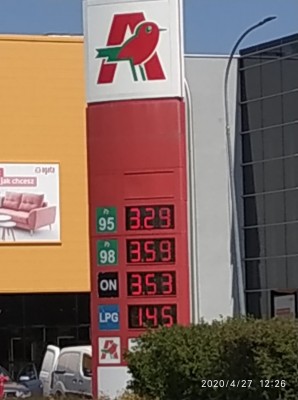 jak chcesz
95 3.29
98 3.59
ON 3.53
LPG 1.45
2020/4/27 12:26